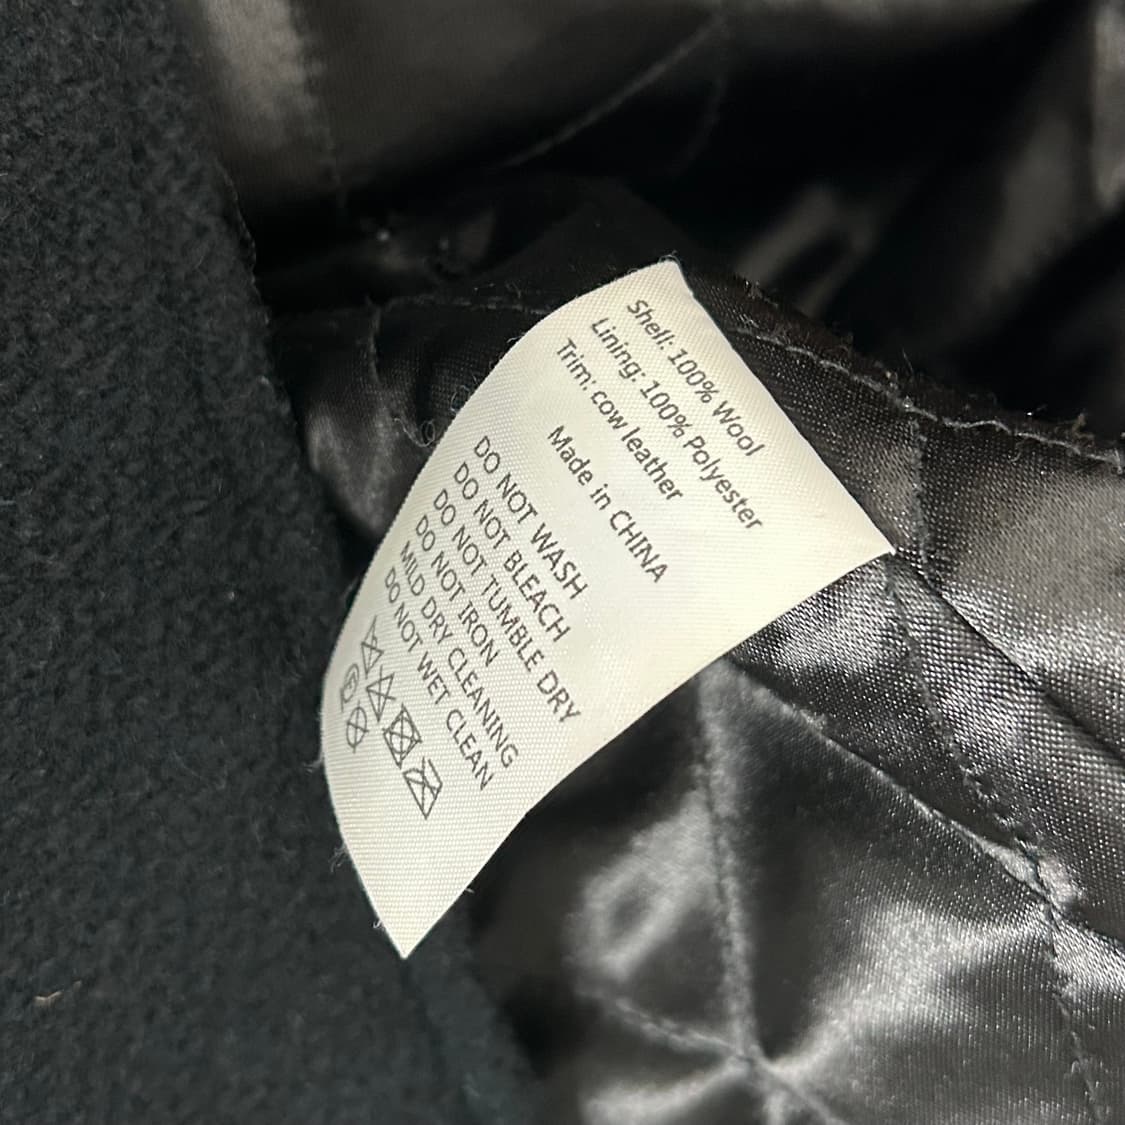 Shell: 100% Wool
Lining: 100% Polyester
Trim: cow leather
Made in CHINA
DO NOT WASH
DO NOT BLEACH
DO NOT TUMBLE DRY
DO NOT IRON
MILD DRY CLEANING
DO NOT WET CLEAN